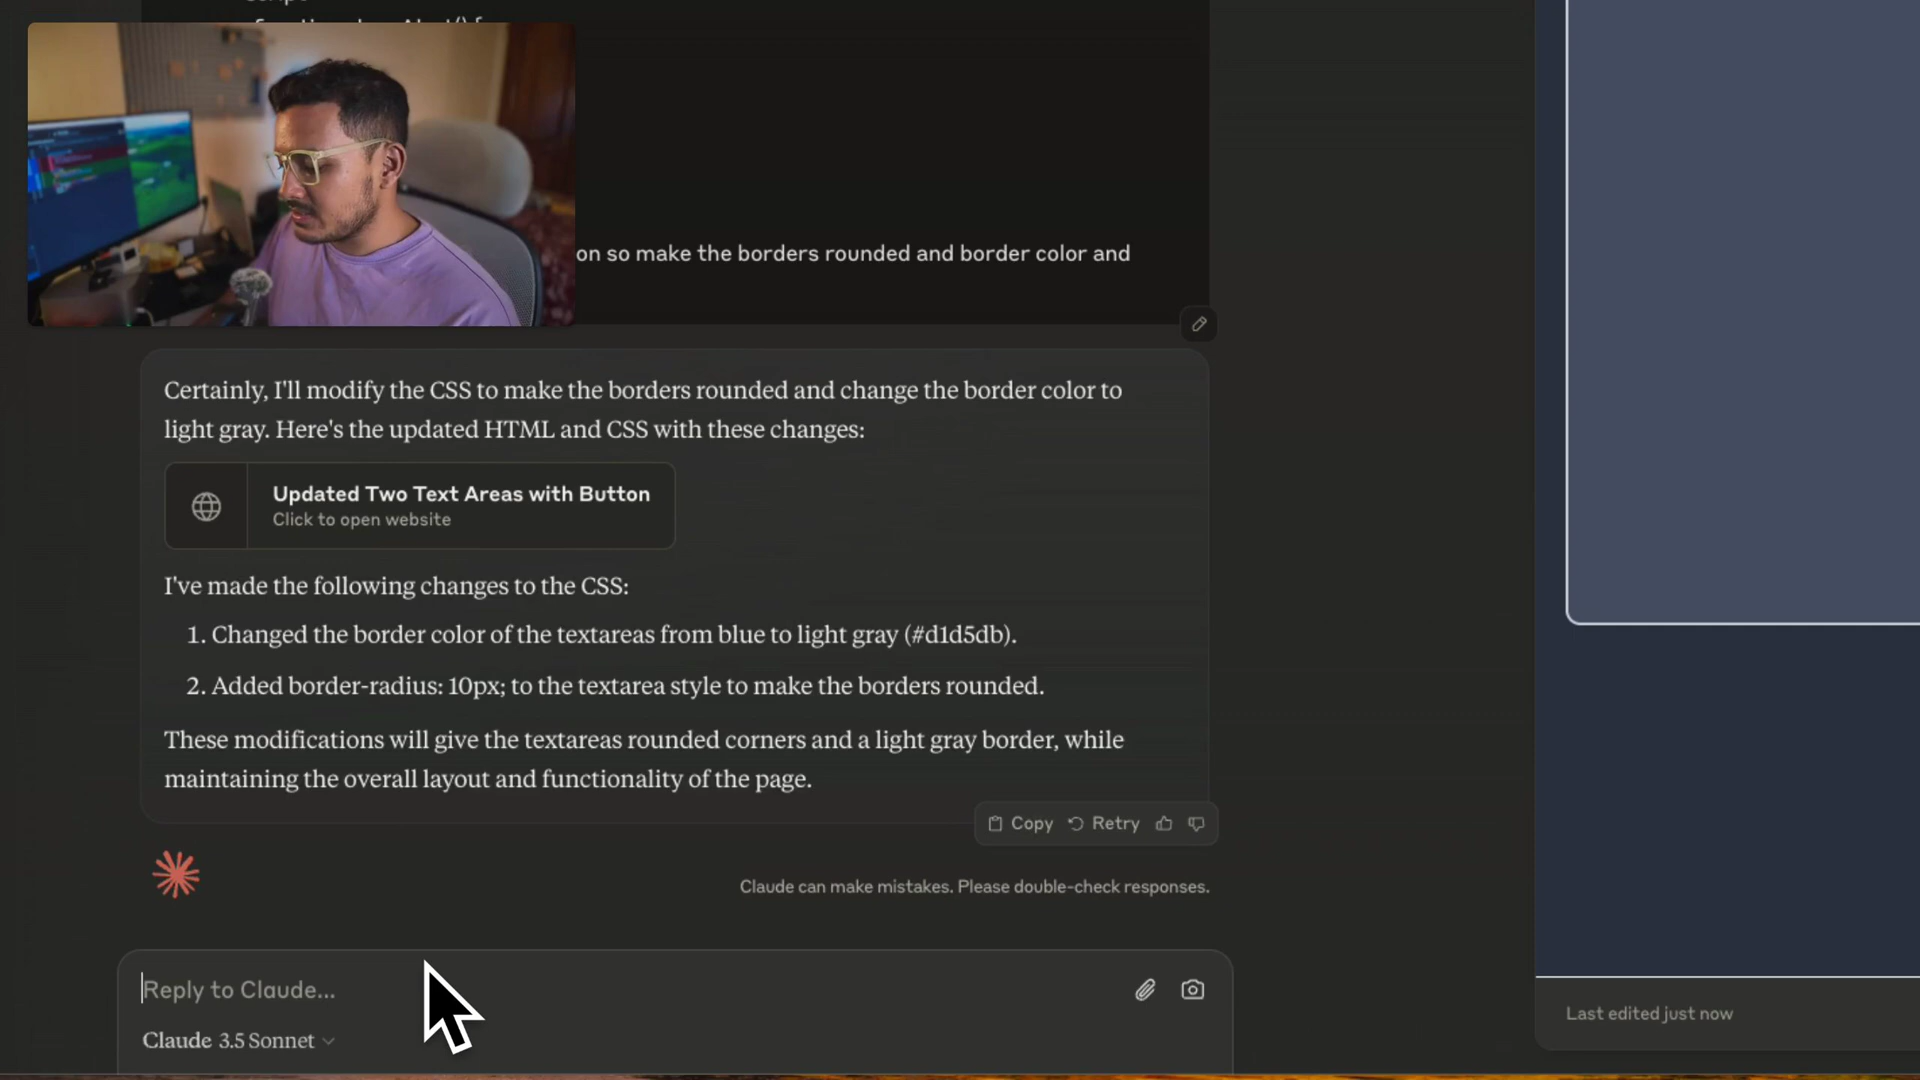 on so make the borders rounded and border color and
Certainly, I'll modify the CSS to make the borders rounded and change the border color to
light gray. Here's the updated HTML and CSS with these changes:
Updated Two Text Areas with Button
Click to open website
I've made the following changes to the CSS:
1. Changed the border color of the textareas from blue to light gray (#d1d5db).
2. Added border-radius: 10px; to the textarea style to make the borders rounded.
These modifications will give the textareas rounded corners and a light gray border, while
maintaining the overall layout and functionality of the page.
Copy Retry
Claude can make mistakes. Please double-check responses.
Reply to Claude...
Claude 3.5 Sonnet
Last edited just now